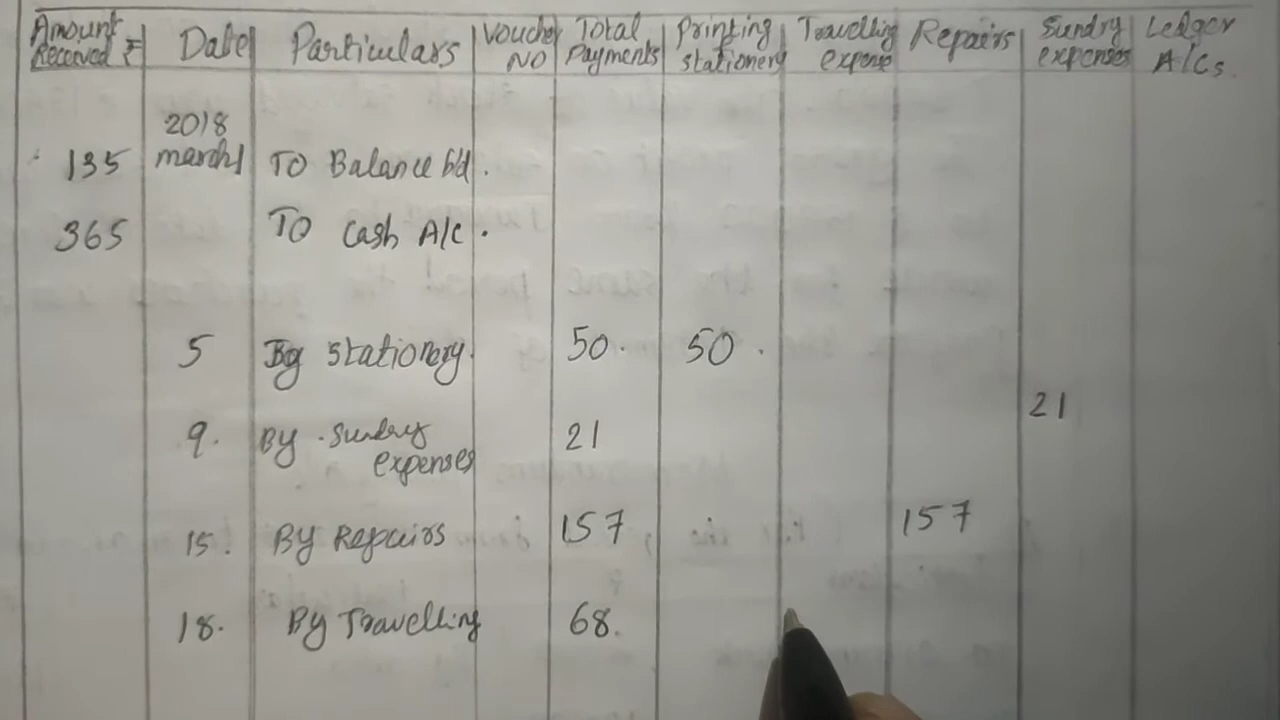 Amount Received ₹ Date Particulars Voucher NO Total Payments Printing stationery Travelling expense Repairs Sundry expenses Ledger A/Cs.
2018
135 march1 TO Balance b/d.
365 TO Cash A/C.
5 By Stationery 50. 50.
9. By Sundry expenses 21 21
15. By Repairs 157 157
18. By Travelling 68.